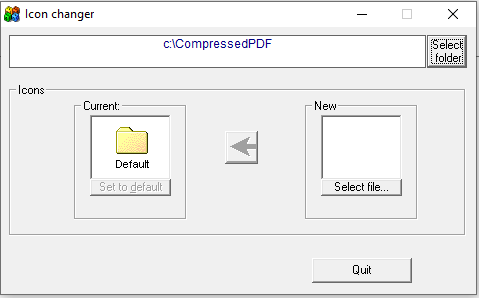 Icon changer
c:\CompressedPDF
Select
folder
Icons
Current:
New
Default
Set to default
Select file...
Quit